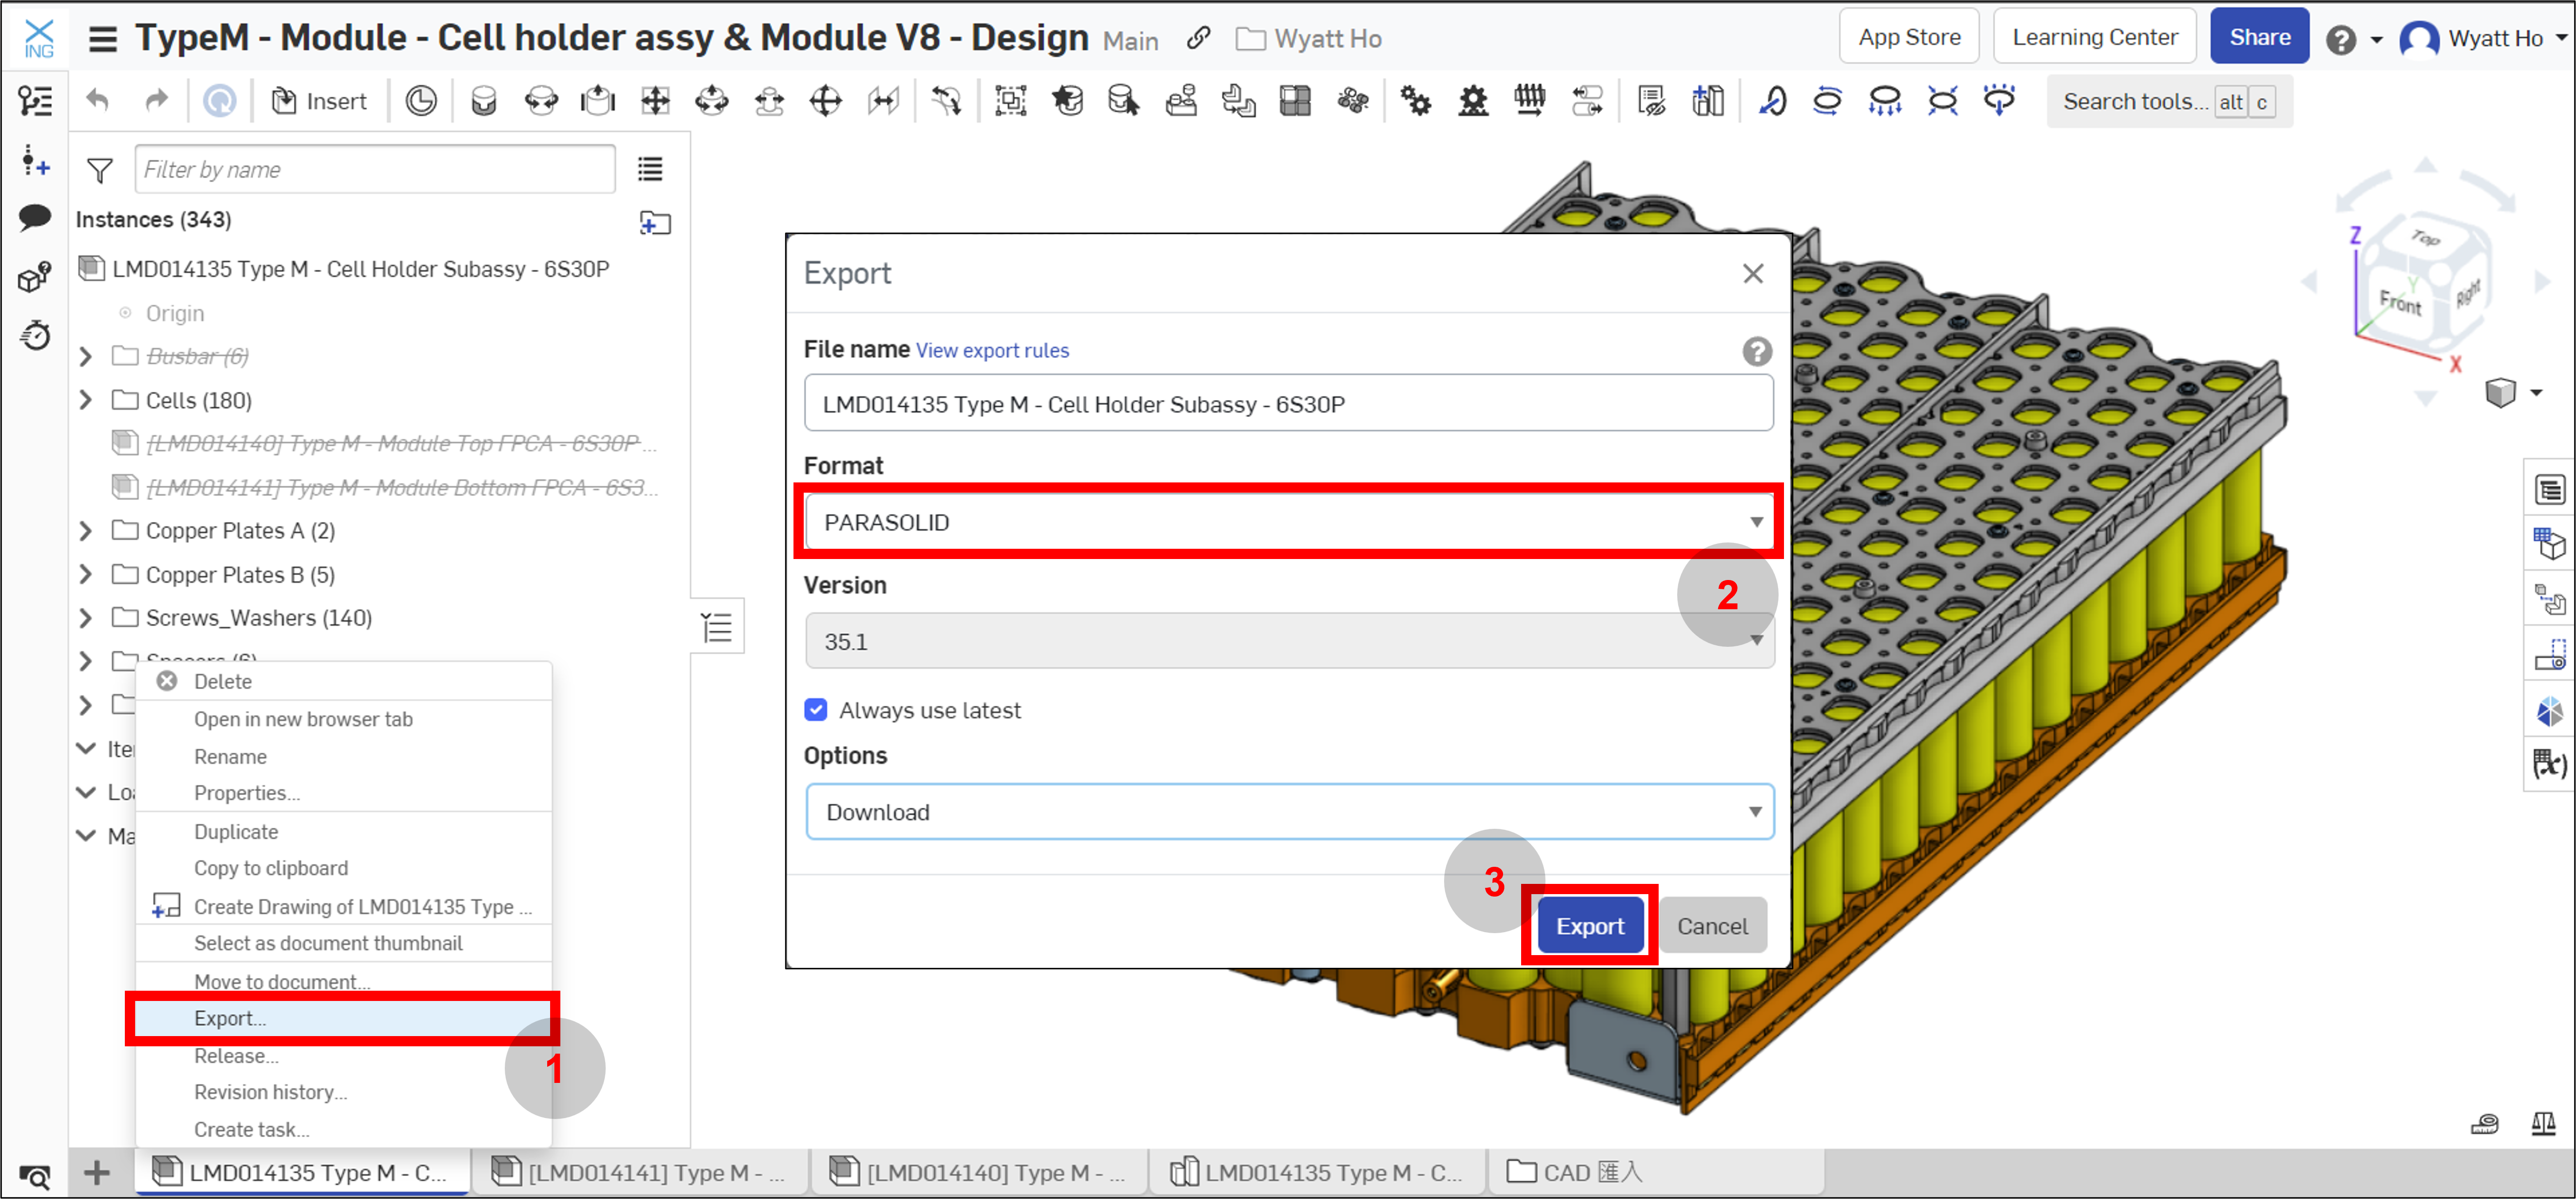 ING
TypeM - Module - Cell holder assy & Module V8 - Design Main Wyatt Ho
App Store
Learning Center
Share
Wyatt Ho
Insert
Search tools... alt c
Filter by name
Instances (343)
LMD014135 Type M - Cell Holder Subassy - 6S30P
Origin
Busbar (6)
Cells (180)
[LMD014140] Type M - Module Top FPCA - 6S30P ...
[LMD014141] Type M - Module Bottom FPCA - 6S3...
Copper Plates A (2)
Copper Plates B (5)
Screws_Washers (140)
Spacers (6)
Ite
Loa
Ma
Delete
Open in new browser tab
Rename
Properties...
Duplicate
Copy to clipboard
Create Drawing of LMD014135 Type ...
Select as document thumbnail
Move to document...
Export...
Release...
Revision history...
Create task...
1
Export
File name View export rules
LMD014135 Type M - Cell Holder Subassy - 6S30P
Format
PARASOLID
2
Version
35.1
Always use latest
Options
Download
3
Export
Cancel
Z
Top
Y
Front
Right
X
(x)
LMD014135 Type M - C...
[LMD014141] Type M - ...
[LMD014140] Type M - ...
LMD014135 Type M - C...
CAD 匯入